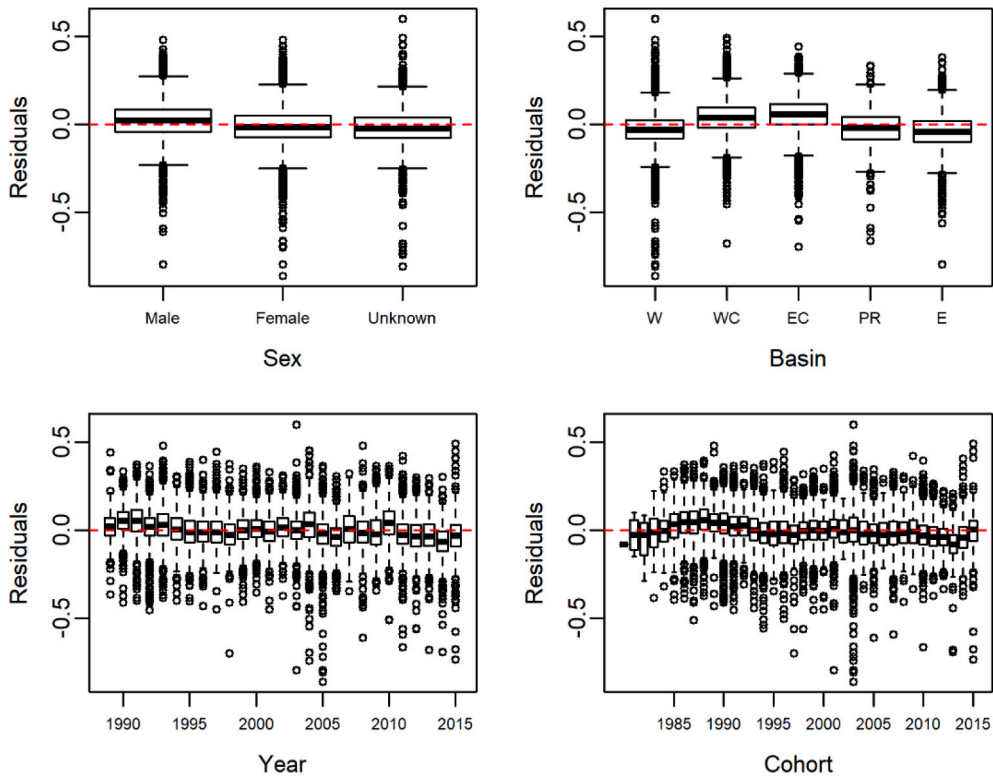 Residuals
0.5
0.0
-0.5
Male Female Unknown
Sex
Residuals
0.5
0.0
-0.5
W WC EC PR E
Basin
Residuals
0.5
0.0
-0.5
1990 1995 2000 2005 2010 2015
Year
Residuals
0.5
0.0
-0.5
1985 1990 1995 2000 2005 2010 2015
Cohort